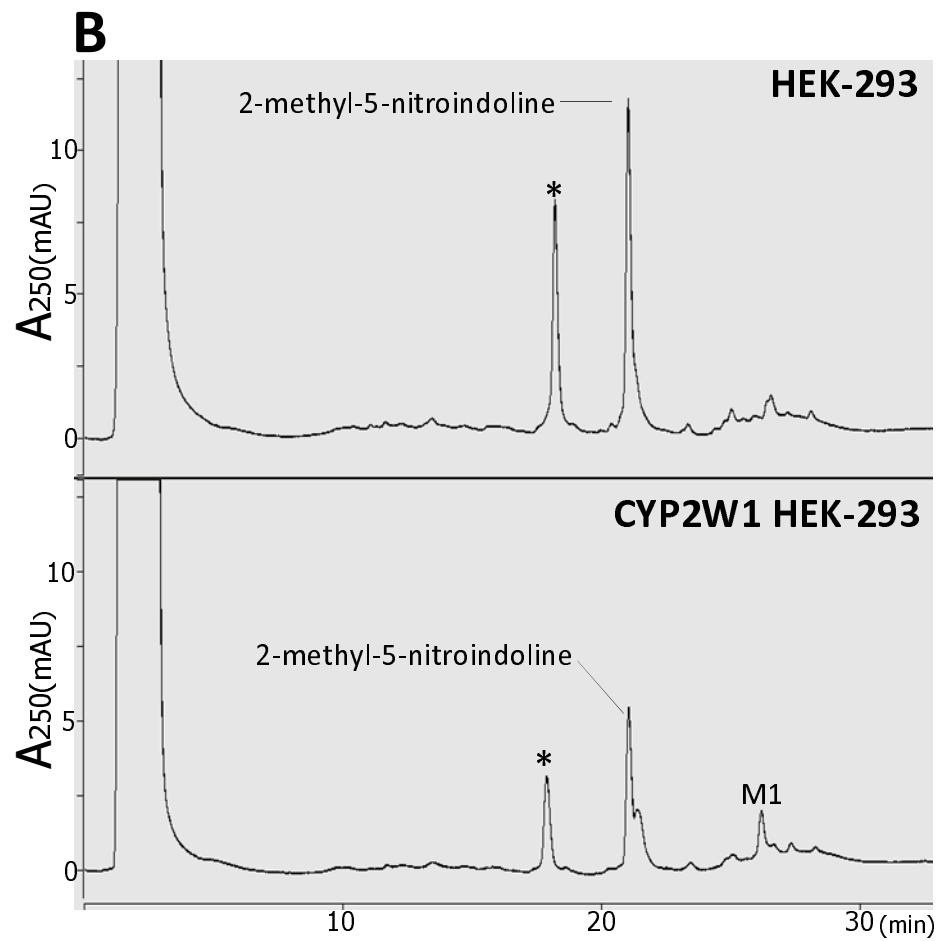 B
HEK-293
2-methyl-5-nitroindoline
*
10
5
0
A250(mAU)
CYP2W1 HEK-293
2-methyl-5-nitroindoline
*
M1
10
5
0
A250(mAU)
10 20 30 (min)